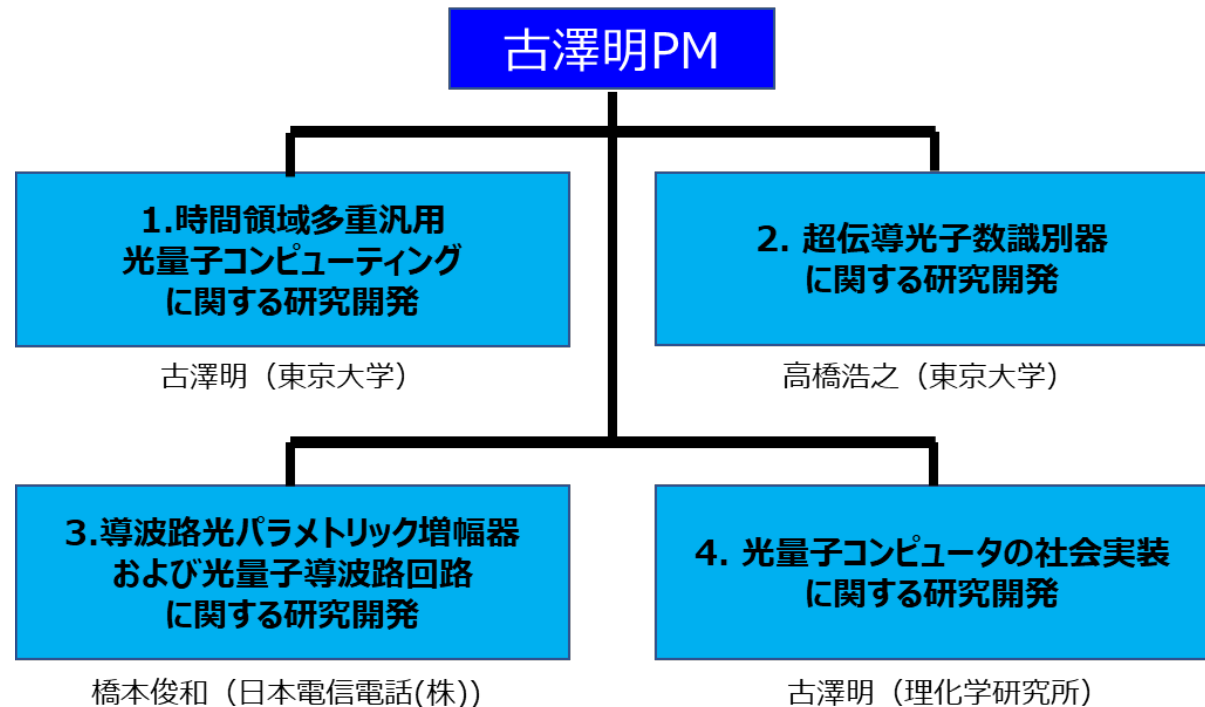 古澤明PM
1.時間領域多重汎用
光量子コンピューティング
に関する研究開発
古澤明（東京大学）
2. 超伝導光子数識別器
に関する研究開発
高橋浩之（東京大学）
3.導波路光パラメトリック増幅器
および光量子導波路回路
に関する研究開発
橋本俊和（日本電信電話(株))
4. 光量子コンピュータの社会実装
に関する研究開発
古澤明（理化学研究所）